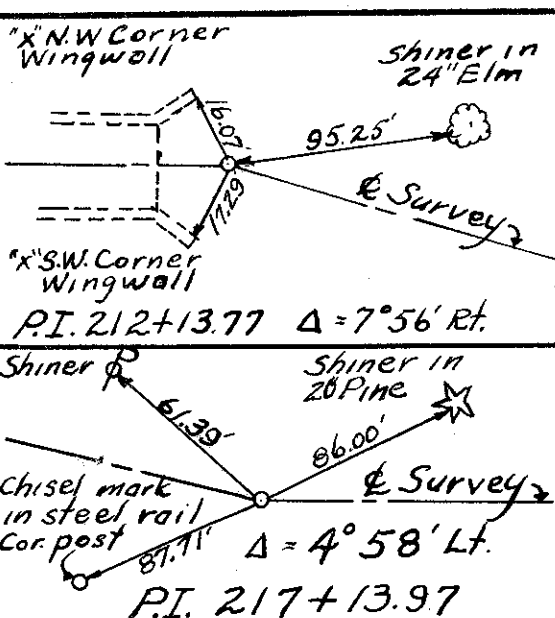 "x" N.W Corner
Wingwall
Shiner in
24" Elm
16.07'
95.25'
17.29
℄ Survey
"x" S.W. Corner
Wingwall
P.I. 212+13.77 Δ = 7°56' Rt.
Shiner
Shiner in
20" Pine
61.39'
86.00'
Chisel mark
in steel rail
Cor. post
℄ Survey
87.71'
Δ = 4°58' Lt.
P.I. 217+13.97